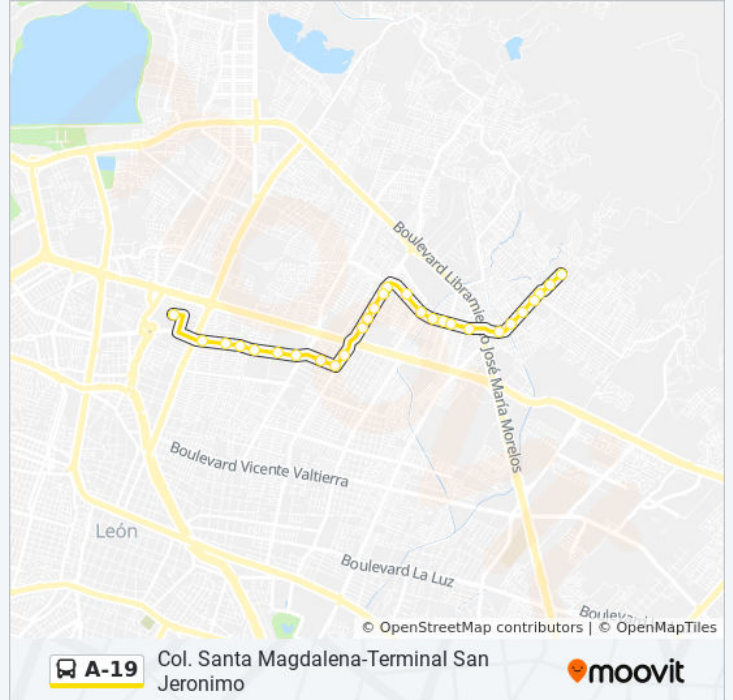 Boulevard Libramiento José María Morelos
Boulevard Vicente Valtierra
León
Boulevard La Luz
© OpenStreetMap contributors | © OpenMapTiles
A-19
Col. Santa Magdalena-Terminal San
Jeronimo
moovit